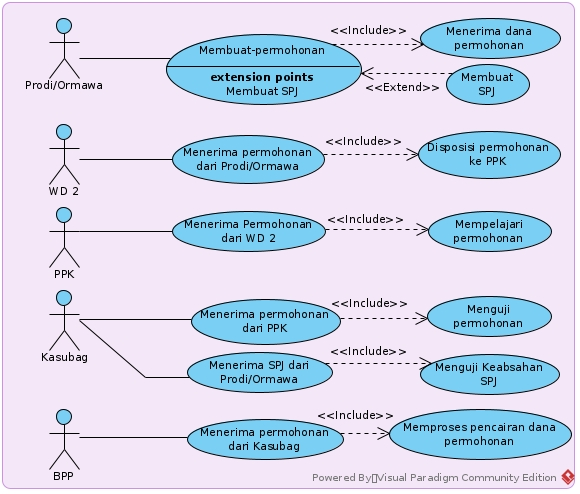 <<Include>>
Menerima dana
permohonan
Membuat-permohonan
extension points
Membuat SPJ
<<Extend>>
Membuat
SPJ
Prodi/Ormawa
<<Include>>
Menerima permohonan
dari Prodi/Ormawa
Disposisi permohonan
ke PPK
WD 2
<<Include>>
Menerima Permohonan
dari WD 2
Mempelajari
permohonan
PPK
<<Include>>
Menerima permohonan
dari PPK
Menguji
permohonan
Kasubag
<<Include>>
Menerima SPJ dari
Prodi/Ormawa
Menguji Keabsahan
SPJ
<<Include>>
Menerima permohonan
dari Kasubag
Memproses pencairan dana
permohonan
BPP
Powered By▯Visual Paradigm Community Edition